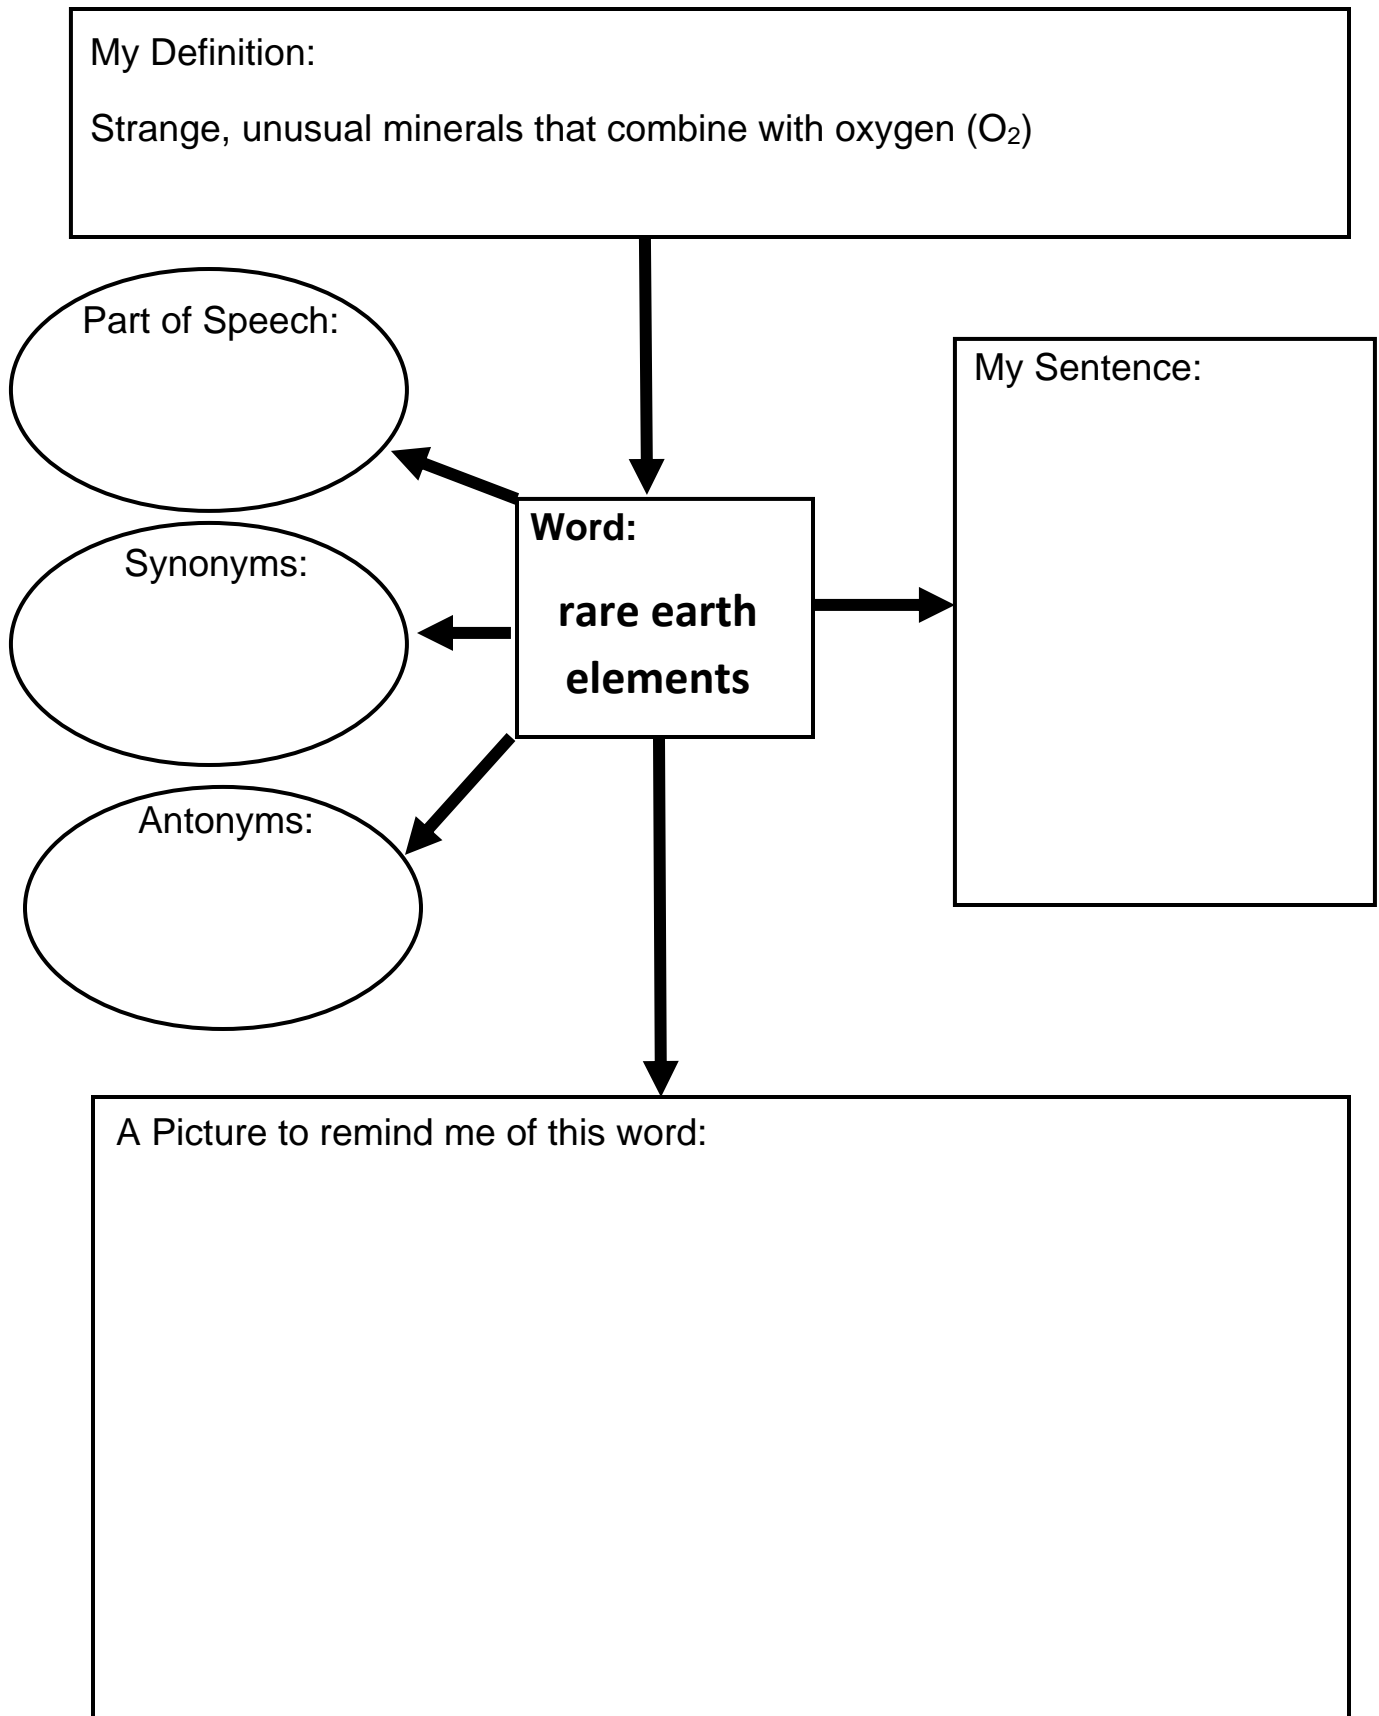 My Definition:
Strange, unusual minerals that combine with oxygen (O₂)
Part of Speech:
My Sentence:
Word:
rare earth
elements
Synonyms:
Antonyms:
A Picture to remind me of this word: